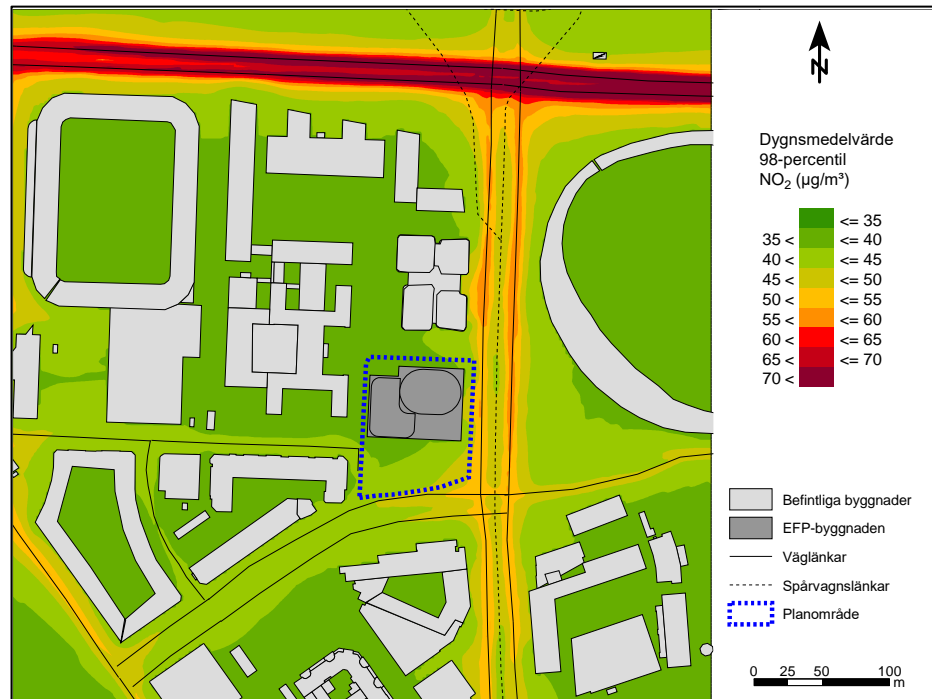 N
Dygnsmedelvärde
98-percentil
NO₂ (µg/m³)
<= 35
35 < <= 40
40 < <= 45
45 < <= 50
50 < <= 55
55 < <= 60
60 < <= 65
65 < <= 70
70 <
Befintliga byggnader
EFP-byggnaden
Väglänkar
Spårvagnslänkar
Planområde
0 25 50 100
m